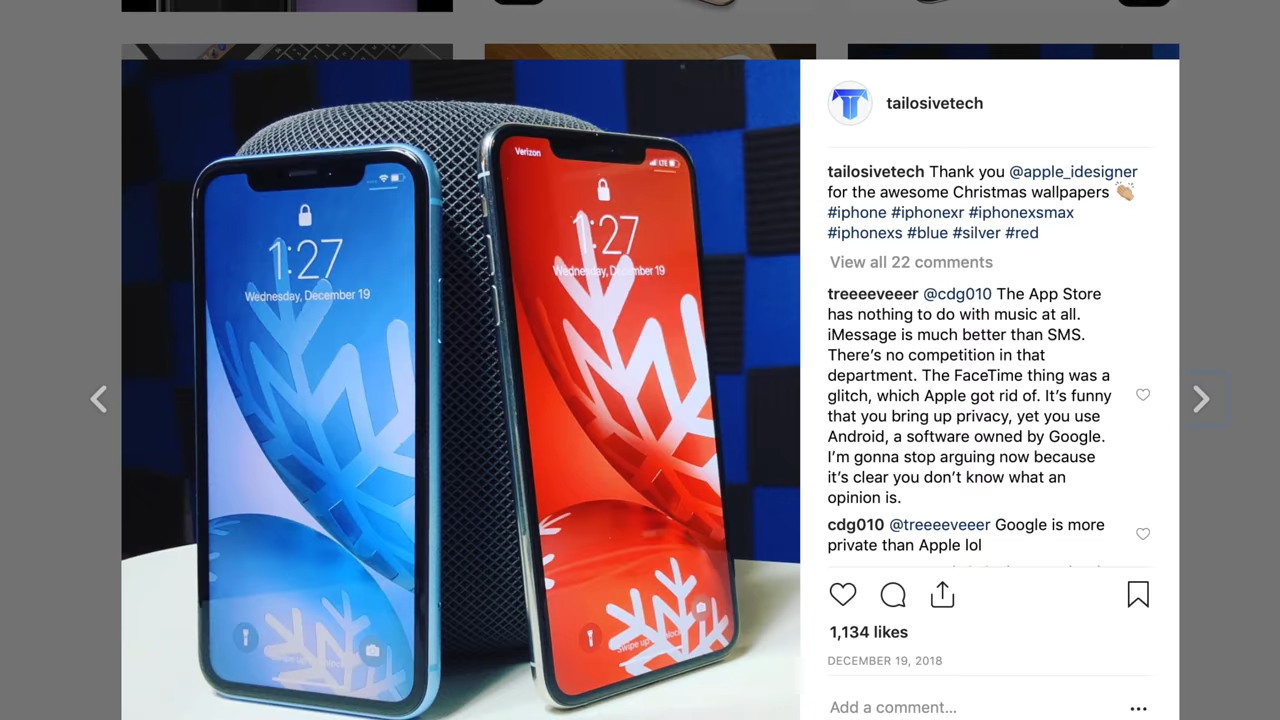 Verizon
LTE
1:27
Wednesday, December 19
1:27
Wednesday, December 19
tailosivetech
tailosivetech Thank you @apple_idesigner
for the awesome Christmas wallpapers 👏🏼
#iphone #iphonexr #iphonexsmax
#iphonexs #blue #silver #red
View all 22 comments
treeeeveeer @cdg010 The App Store
has nothing to do with music at all.
iMessage is much better than SMS.
There’s no competition in that
department. The FaceTime thing was a
glitch, which Apple got rid of. It’s funny
that you bring up privacy, yet you use
Android, a software owned by Google.
I’m gonna stop arguing now because
it’s clear you don’t know what an
opinion is.
cdg010 @treeeeveeer Google is more
private than Apple lol
1,134 likes
DECEMBER 19, 2018
Add a comment...